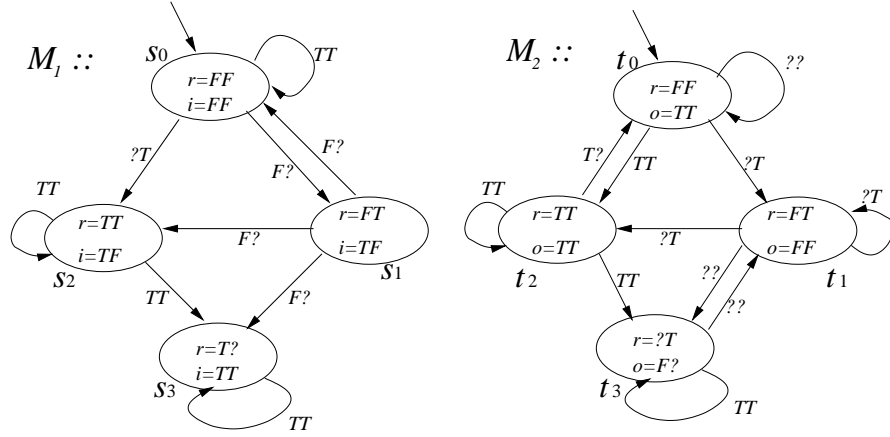 M1 ::
s0
r=FF
i=FF
TT
?T
F?
F?
TT
r=TT
i=TF
s2
F?
r=FT
i=TF
s1
TT
F?
r=T?
i=TT
s3
TT
M2 ::
t0
r=FF
o=TT
??
T?
TT
?T
TT
r=TT
o=TT
t2
?T
r=FT
o=FF
t1
?T
TT
??
??
r=?T
o=F?
t3
TT